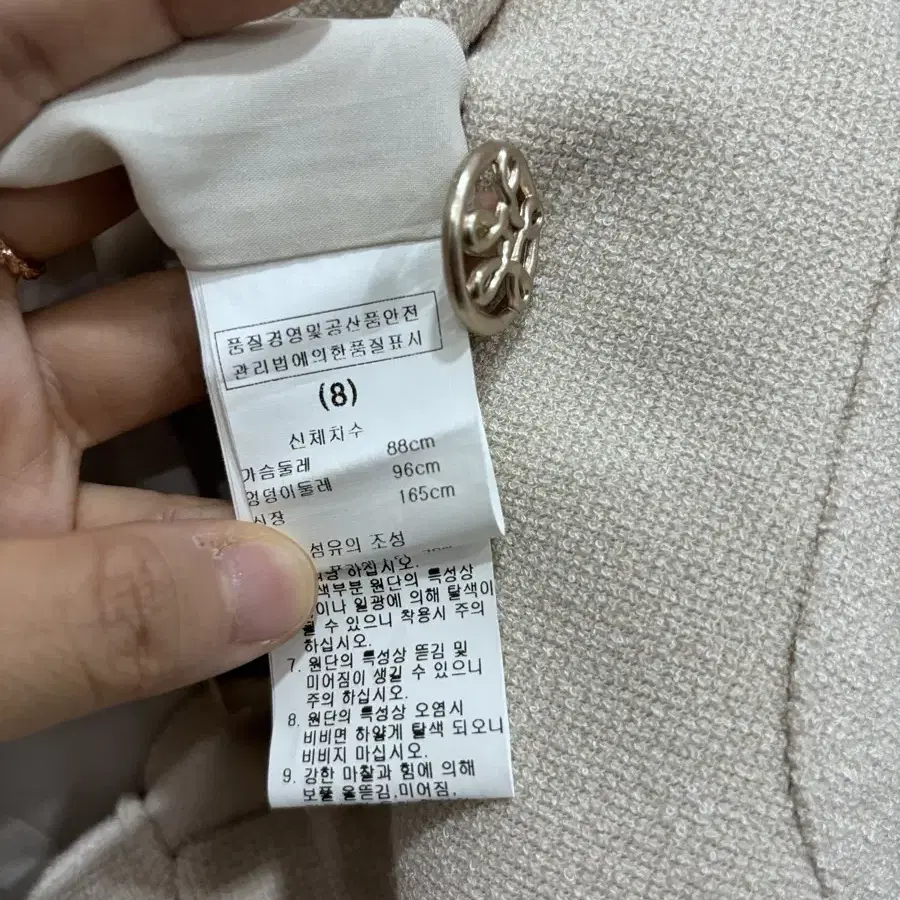 품질경영및공산품안전
관리법에의한품질표시
(8)
신체치수
가슴둘레 88cm
엉덩이둘레 96cm
신장 165cm
섬유의 조성
하십시오.
색부분 원단의 특성상
이나 일광에 의해 탈색이
될 수 있으니 착용시 주의
하십시오.
7. 원단의 특성상 뜯김 및
미어짐이 생길 수 있으니
주의 하십시오.
8. 원단의 특성상 오염시
비비면 하얗게 탈색 되오니
비비지 마십시오.
9. 강한 마찰과 힘에 의해
보풀 올뜯김,미어짐,